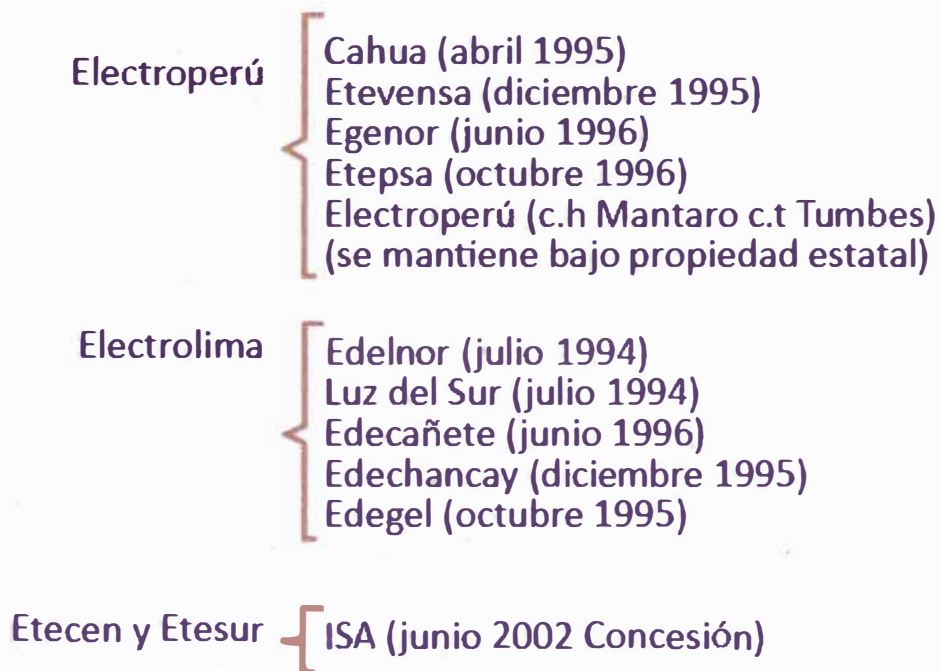 Electroperú
Cahua (abril 1995)
Etevensa (diciembre 1995)
Egenor (junio 1996)
Etepsa (octubre 1996)
Electroperú (c.h Mantaro c.t Tumbes)
(se mantiene bajo propiedad estatal)
Electrolima
Edelnor (julio 1994)
Luz del Sur (julio 1994)
Edecañete (junio 1996)
Edechancay (diciembre 1995)
Edegel (octubre 1995)
Etecen y Etesur
ISA (junio 2002 Concesión)